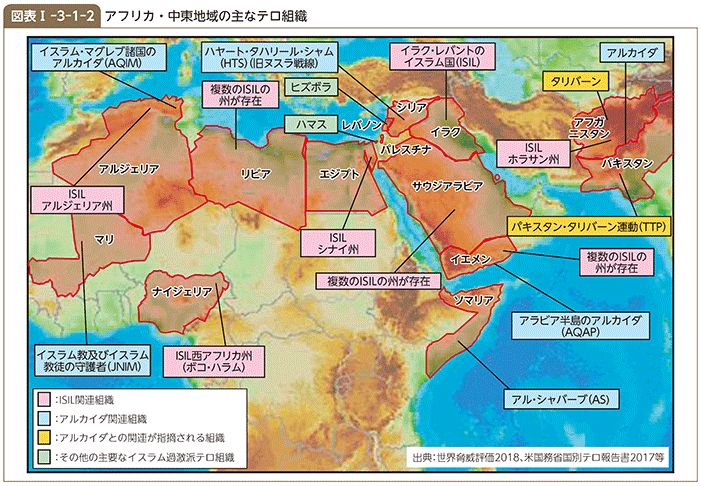 図表Ⅰ-3-1-2 アフリカ・中東地域の主なテロ組織
イスラム・マグレブ諸国の
アルカイダ(AQIM)
ハヤート・タハリール・シャム
(HTS)(旧ヌスラ戦線)
イラク・レバントの
イスラム国(ISIL)
アルカイダ
複数のISILの
州が存在
ヒズボラ
タリバーン
ハマス
レバノン
シリア
イラク
パレスチナ
アフガ
ニスタン
パキスタン
ISIL
ホラサン州
アルジェリア
リビア
エジプト
サウジアラビア
ISIL
アルジェリア州
マリ
ISIL
シナイ州
パキスタン・タリバーン運動(TTP)
イエメン
複数のISILの
州が存在
複数のISILの
州が存在
ナイジェリア
ソマリア
アラビア半島のアルカイダ
(AQAP)
イスラム教及びイスラム
教徒の守護者(JNIM)
ISIL西アフリカ州
(ボコ・ハラム)
アル・シャバーブ(AS)
:ISIL関連組織
:アルカイダ関連組織
:アルカイダとの関連が指摘される組織
:その他の主要なイスラム過激派テロ組織
出典:世界脅威評価2018、米国務省国別テロ報告書2017等